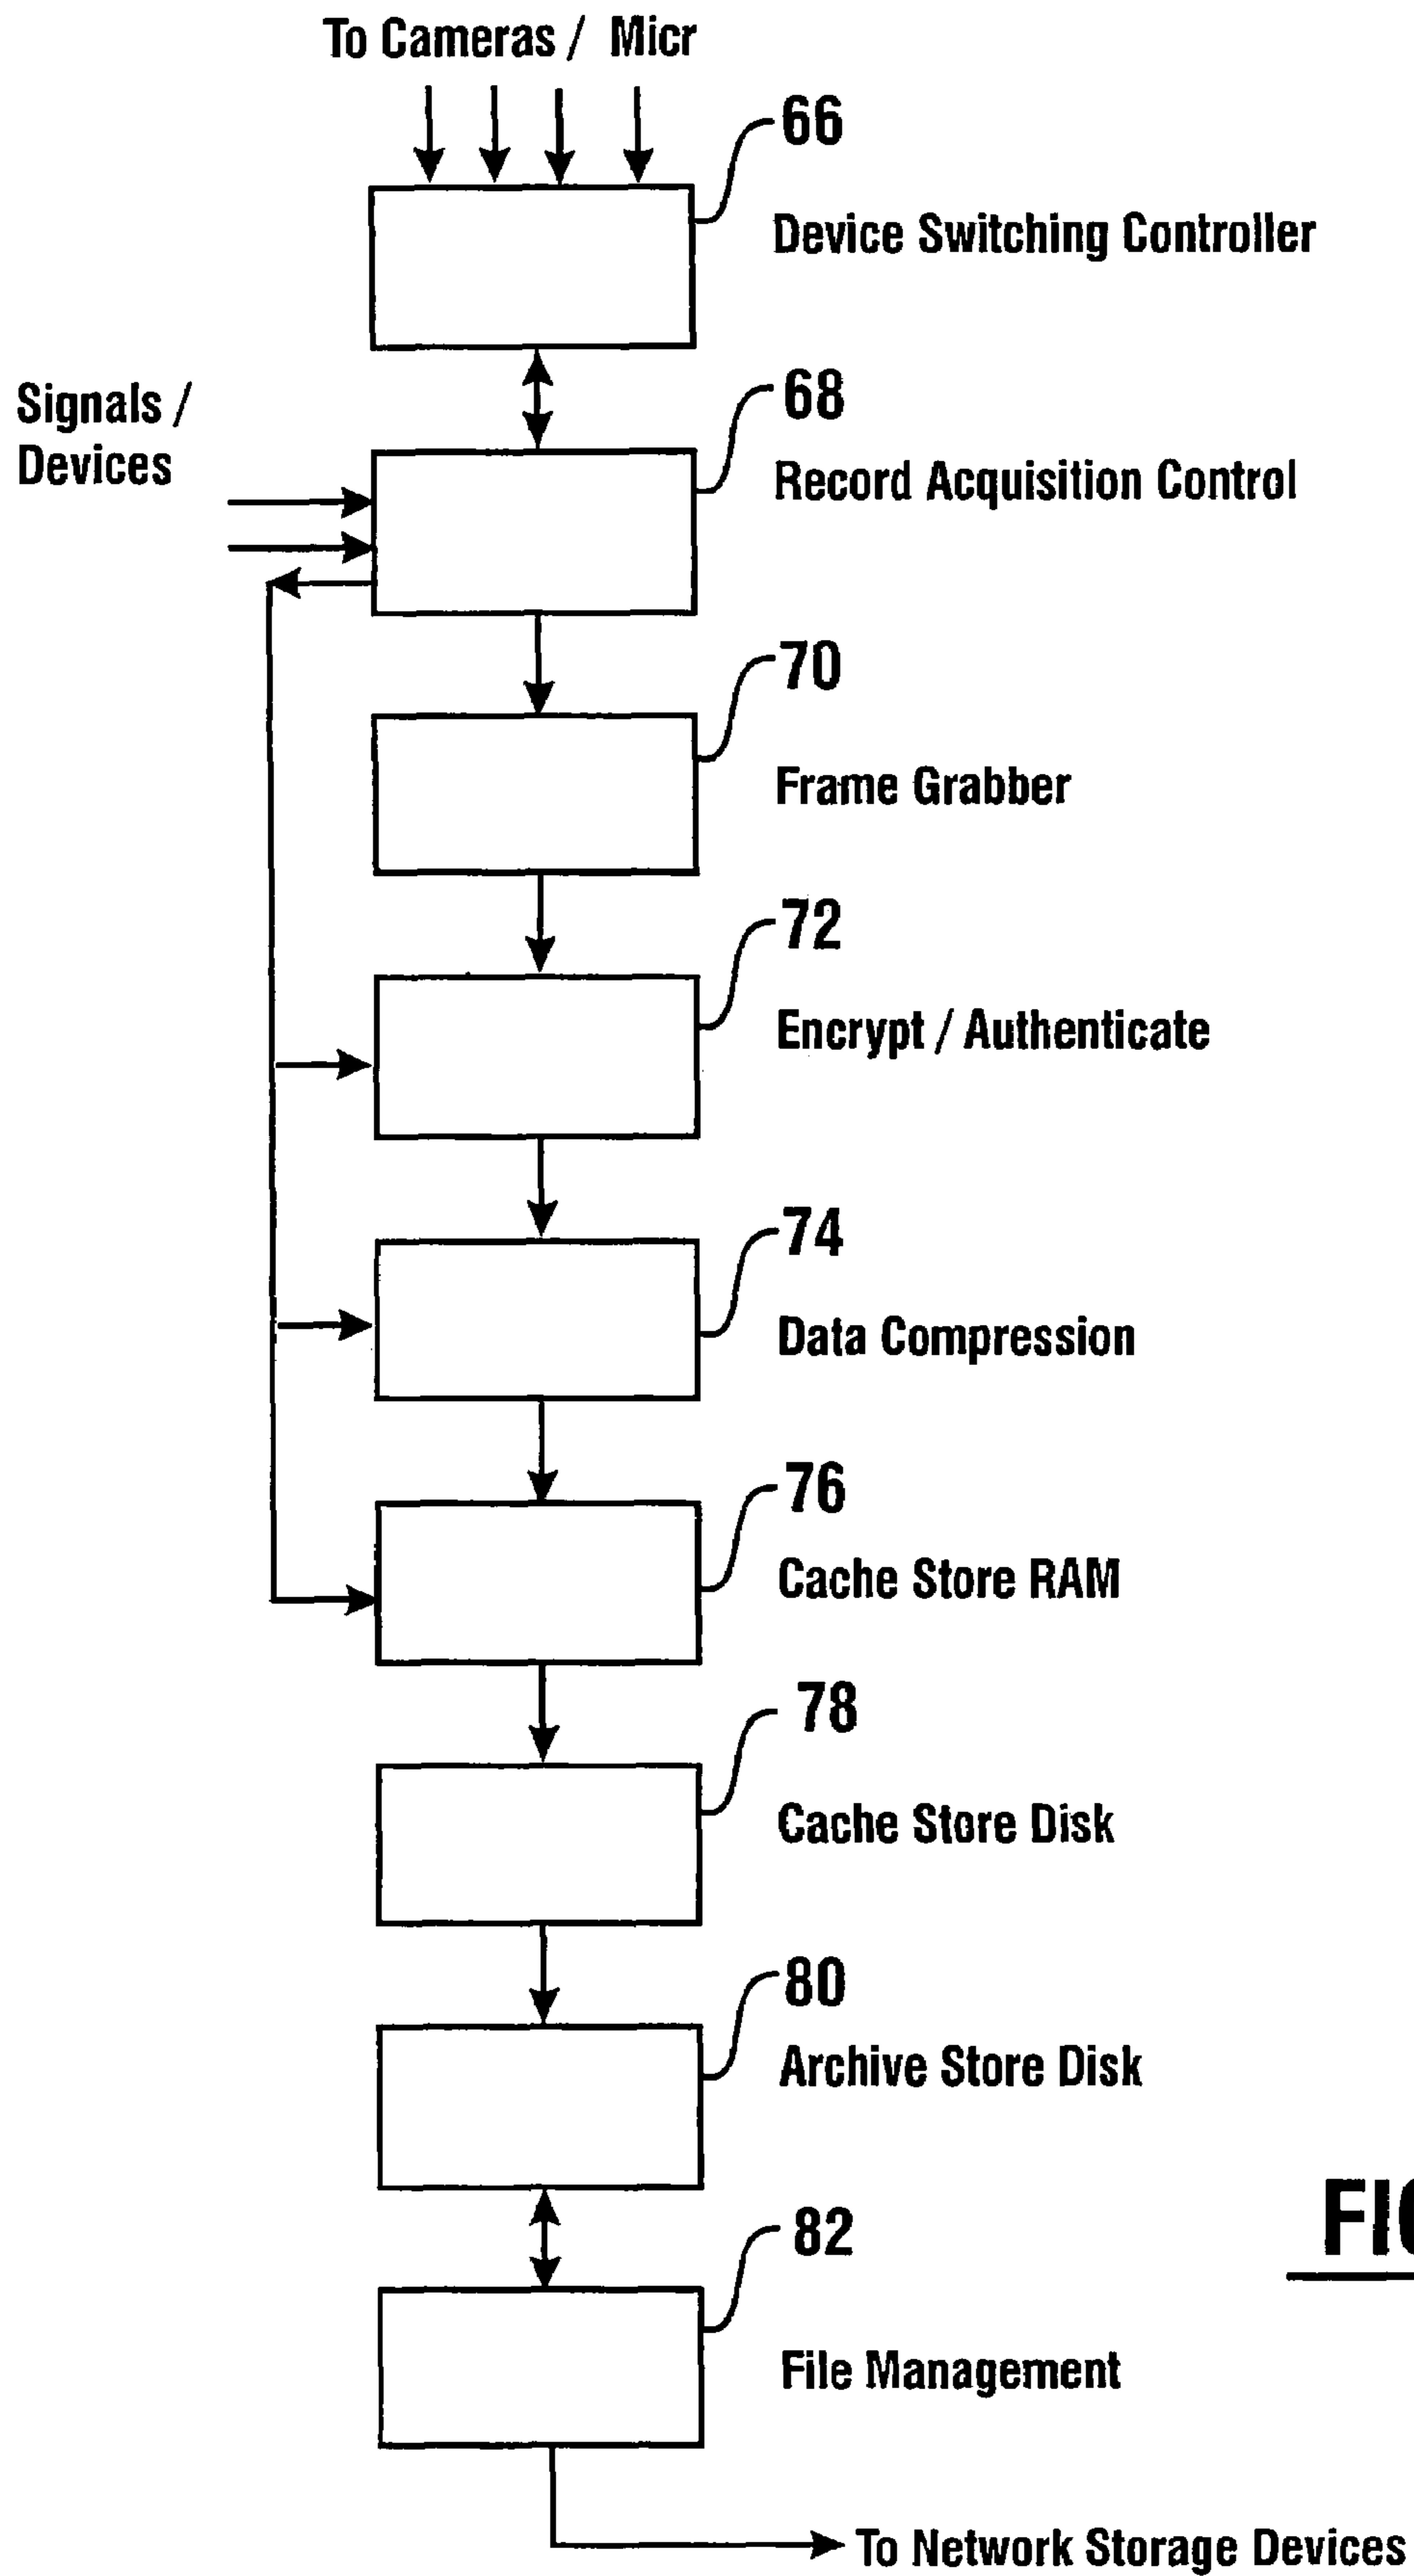 To Cameras / Micr
66
Device Switching Controller
Signals /
Devices
68
Record Acquisition Control
70
Frame Grabber
72
Encrypt / Authenticate
74
Data Compression
76
Cache Store RAM
78
Cache Store Disk
80
Archive Store Disk
82
File Management
To Network Storage Devices